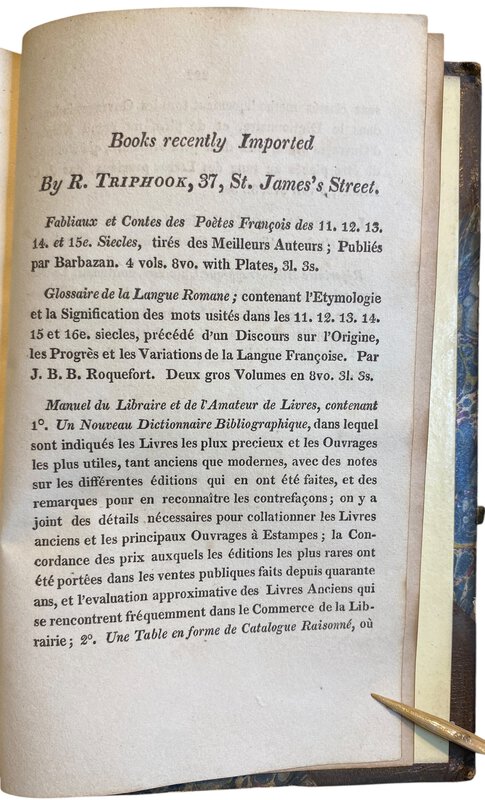 Books recently Imported
By R. TRIPHOOK, 37, St. James's Street.
Fabliaux et Contes des Poètes François des 11. 12. 13.
14. et 15e. Siecles, tirés des Meilleurs Auteurs; Publiés
par Barbazan. 4 vols. 8vo. with Plates, 3l. 3s.
Glossaire de la Langue Romane; contenant l'Etymologie
et la Signification des mots usités dans les 11. 12. 13. 14.
15 et 16e. siecles, précédé d'un Discours sur l'Origine,
les Progrès et les Variations de la Langue Françoise. Par
J. B. B. Roquefort. Deux gros Volumes en 8vo. 3l. 3s.
Manuel du Libraire et de l'Amateur de Livres, contenant
1°. Un Nouveau Dictionnaire Bibliographique, dans lequel
sont indiqués les Livres les plux precieux et les Ouvrages
les plus utiles, tant anciens que modernes, avec des notes
sur les différentes éditions qui en ont été faites, et des
remarques pour en reconnaître les contrefaçons; on y a
joint des détails nécessaires pour collationner les Livres
anciens et les principaux Ouvrages à Estampes; la Con-
cordance des prix auxquels les éditions les plus rares ont
été portées dans les ventes publiques faits depuis quarante
ans, et l'evaluation approximative des Livres Anciens qui
se rencontrent fréquemment dans le Commerce de la Lib-
rairie; 2°. Une Table en forme de Catalogue Raisonné, où